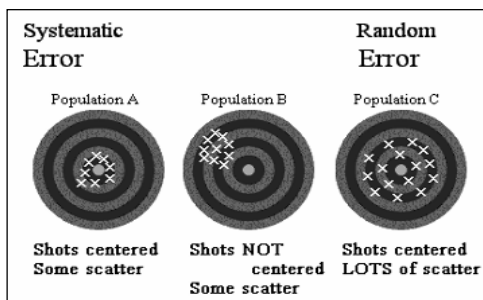 Systematic
Error
Random
Error
Population A
Population B
Population C
Shots centered
Some scatter
Shots NOT
centered
Some scatter
Shots centered
LOTS of scatter